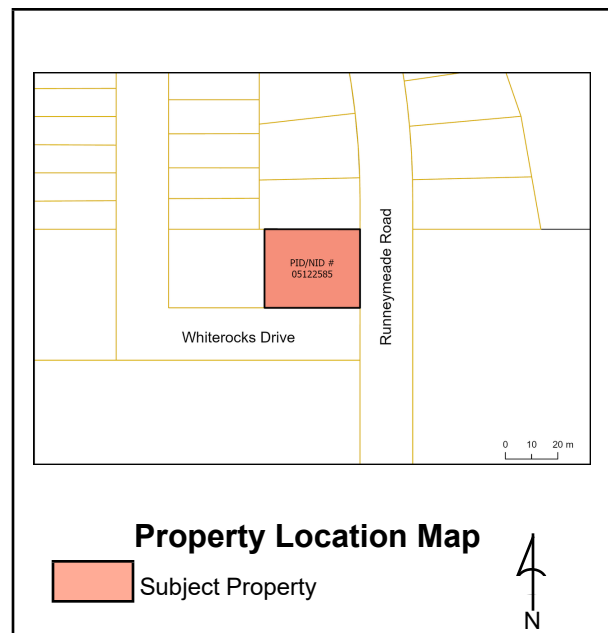 PID/NID #
05122585
Runneymeade Road
Whiterocks Drive
0 10 20 m
Property Location Map
Subject Property
N